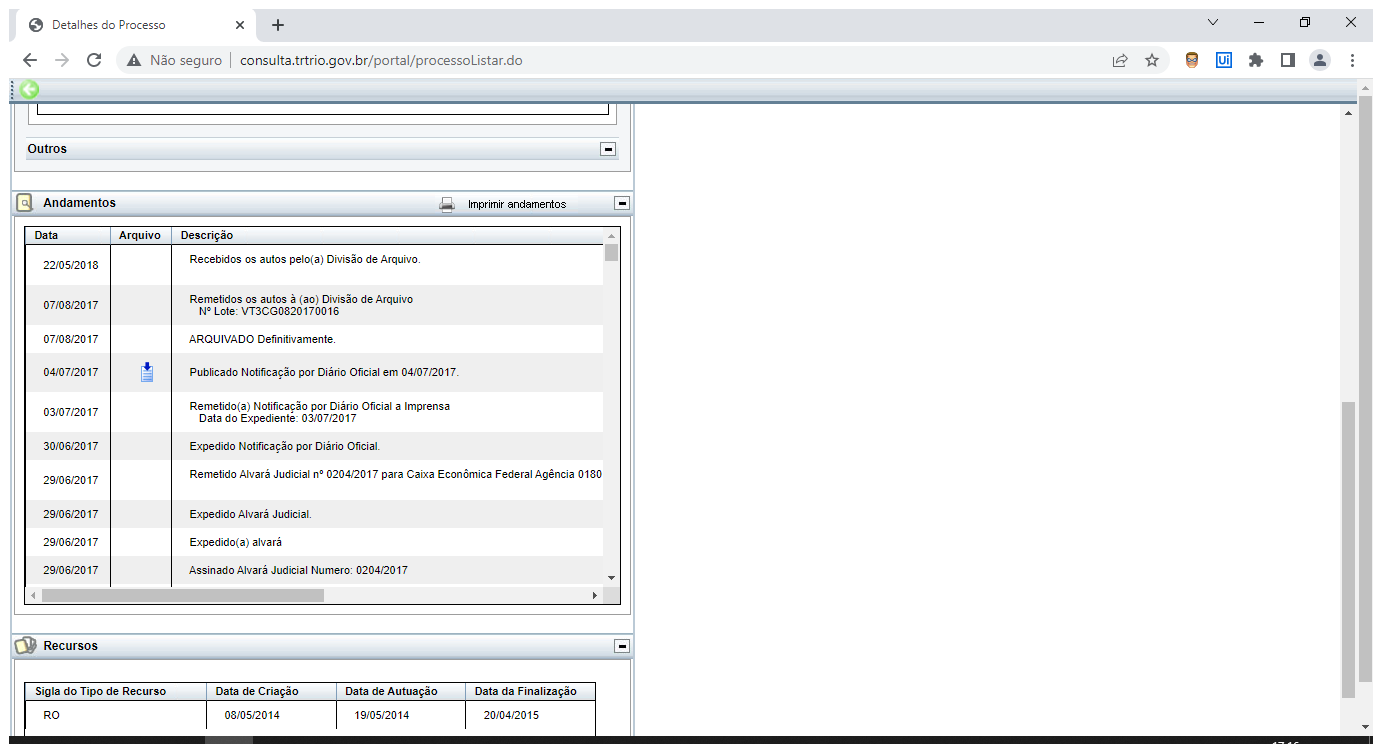 Detalhes do Processo
Não seguro
consulta.trtrio.gov.br/portal/processoListar.do
Ui
Outros
Andamentos
Imprimir andamentos
Data Arquivo Descrição
22/05/2018 Recebidos os autos pelo(a) Divisão de Arquivo.
07/08/2017 Remetidos os autos à (ao) Divisão de Arquivo
Nº Lote: VT3CG0820170016
07/08/2017 ARQUIVADO Definitivamente.
04/07/2017 Publicado Notificação por Diário Oficial em 04/07/2017.
03/07/2017 Remetido(a) Notificação por Diário Oficial a Imprensa
Data do Expediente: 03/07/2017
30/06/2017 Expedido Notificação por Diário Oficial.
29/06/2017 Remetido Alvará Judicial nº 0204/2017 para Caixa Econômica Federal Agência 0180
29/06/2017 Expedido Alvará Judicial.
29/06/2017 Expedido(a) alvará
29/06/2017 Assinado Alvará Judicial Numero: 0204/2017
Recursos
Sigla do Tipo de Recurso Data de Criação Data de Autuação Data da Finalização
RO 08/05/2014 19/05/2014 20/04/2015